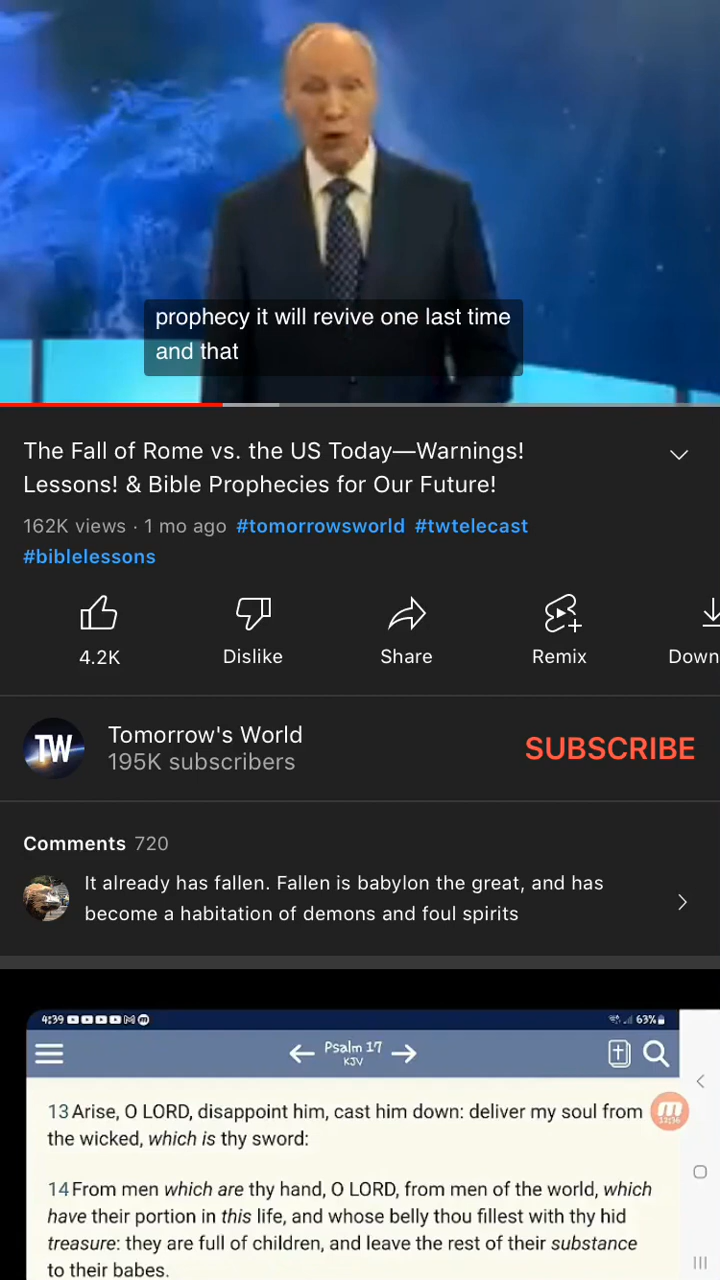 prophecy it will revive one last time
and that
The Fall of Rome vs. the US Today—Warnings!
Lessons! & Bible Prophecies for Our Future!
162K views · 1 mo ago #tomorrowsworld #twtelecast
#biblelessons
4.2K Dislike Share Remix Down
TW
Tomorrow's World
195K subscribers
SUBSCRIBE
Comments 720
It already has fallen. Fallen is babylon the great, and has
become a habitation of demons and foul spirits
4:39 63%
Psalm 17
KJV
13 Arise, O LORD, disappoint him, cast him down: deliver my soul from
the wicked, which is thy sword:
14 From men which are thy hand, O LORD, from men of the world, which
have their portion in this life, and whose belly thou fillest with thy hid
treasure: they are full of children, and leave the rest of their substance
to their babes.